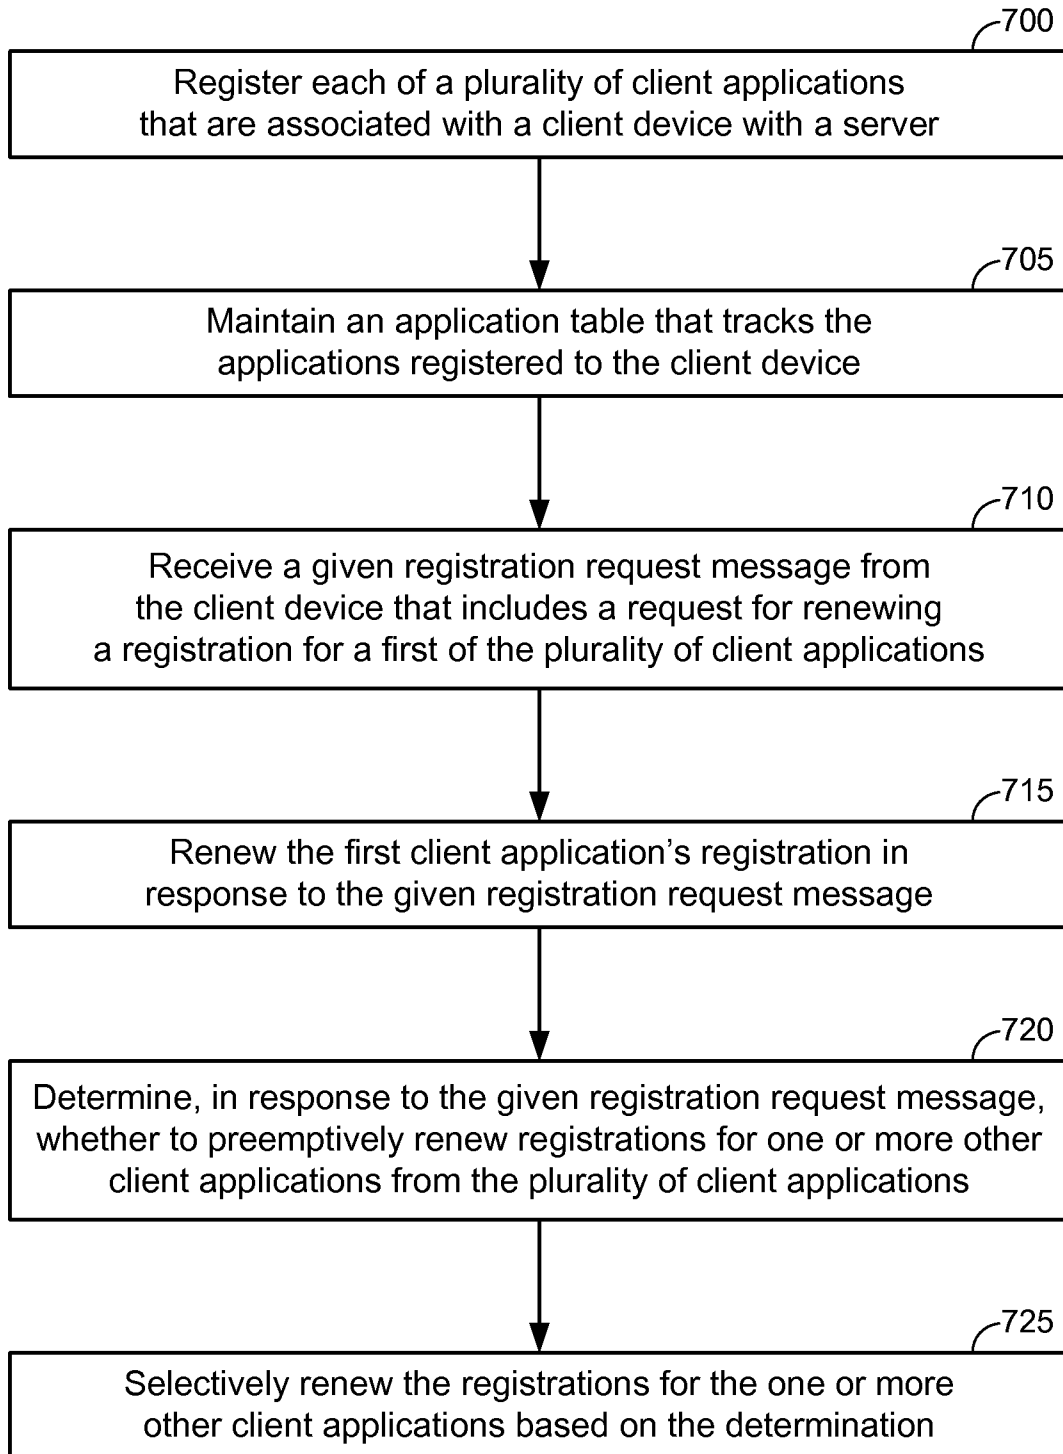 700
Register each of a plurality of client applications
that are associated with a client device with a server
705
Maintain an application table that tracks the
applications registered to the client device
710
Receive a given registration request message from
the client device that includes a request for renewing
a registration for a first of the plurality of client applications
715
Renew the first client application’s registration in
response to the given registration request message
720
Determine, in response to the given registration request message,
whether to preemptively renew registrations for one or more other
client applications from the plurality of client applications
725
Selectively renew the registrations for the one or more
other client applications based on the determination